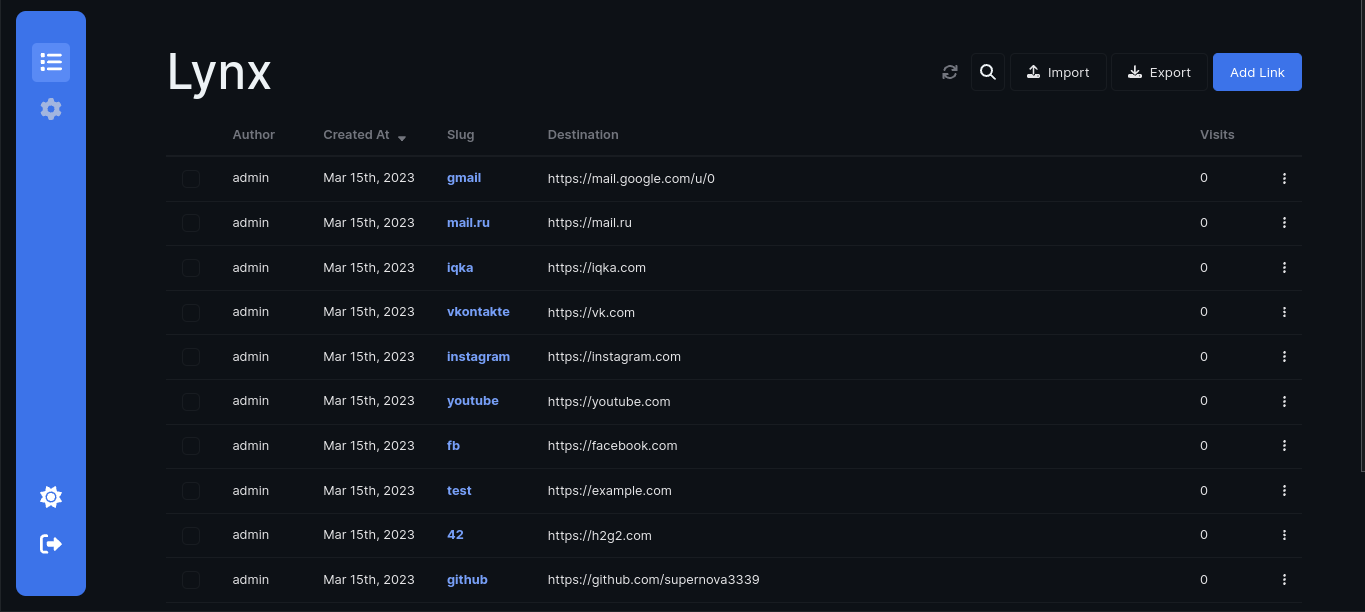 Lynx
Import Export Add Link
Author Created At Slug Destination Visits
admin Mar 15th, 2023 gmail https://mail.google.com/u/0 0
admin Mar 15th, 2023 mail.ru https://mail.ru 0
admin Mar 15th, 2023 iqka https://iqka.com 0
admin Mar 15th, 2023 vkontakte https://vk.com 0
admin Mar 15th, 2023 instagram https://instagram.com 0
admin Mar 15th, 2023 youtube https://youtube.com 0
admin Mar 15th, 2023 fb https://facebook.com 0
admin Mar 15th, 2023 test https://example.com 0
admin Mar 15th, 2023 42 https://h2g2.com 0
admin Mar 15th, 2023 github https://github.com/supernova3339 0